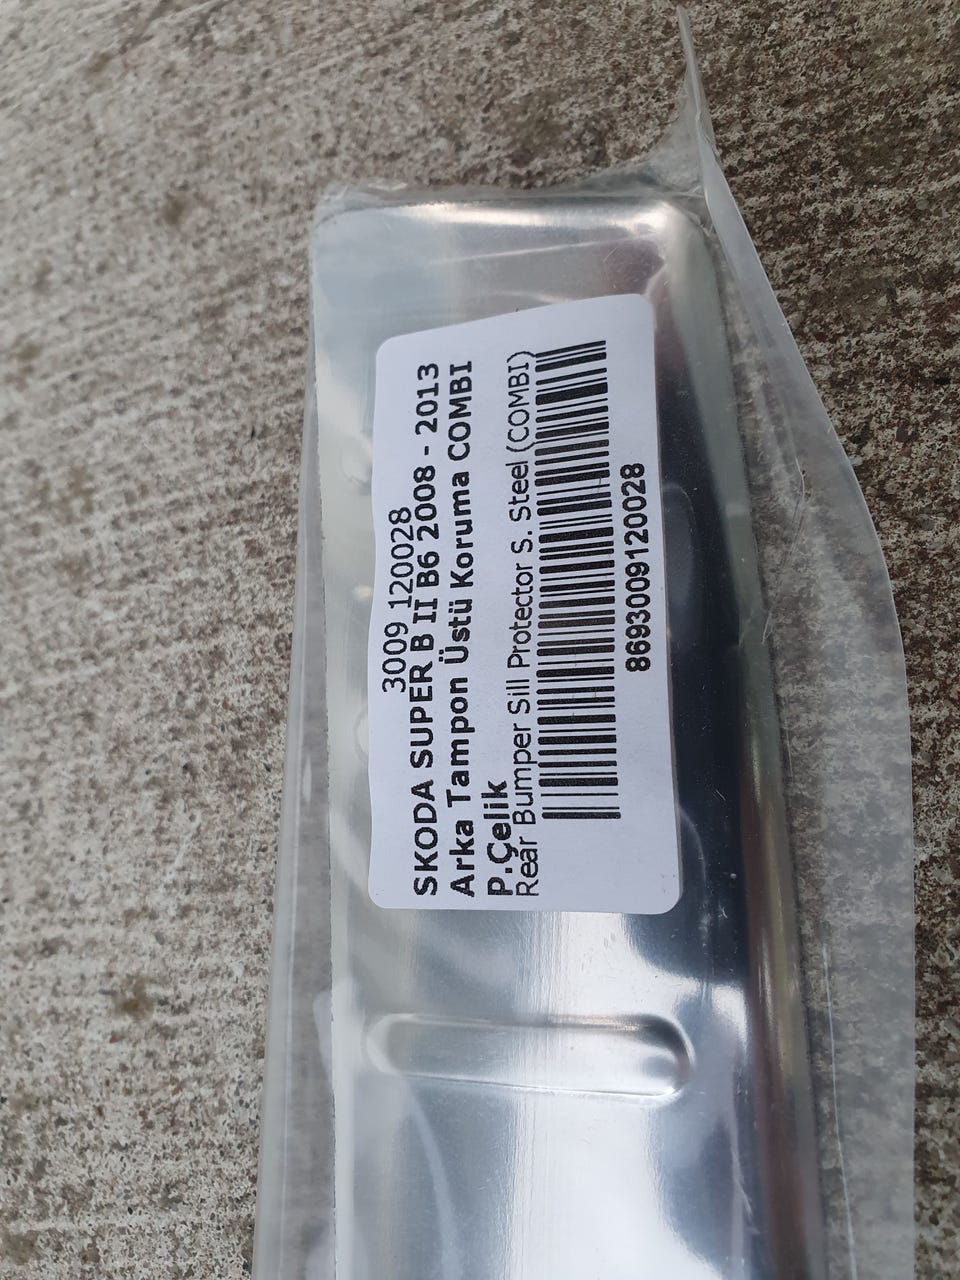 3009 120028
SKODA SUPER B II B6 2008 - 2013
Arka Tampon Üstü Koruma COMBI
P.Çelik
Rear Bumper Sill Protector S. Steel (COMBI)
8693009120028